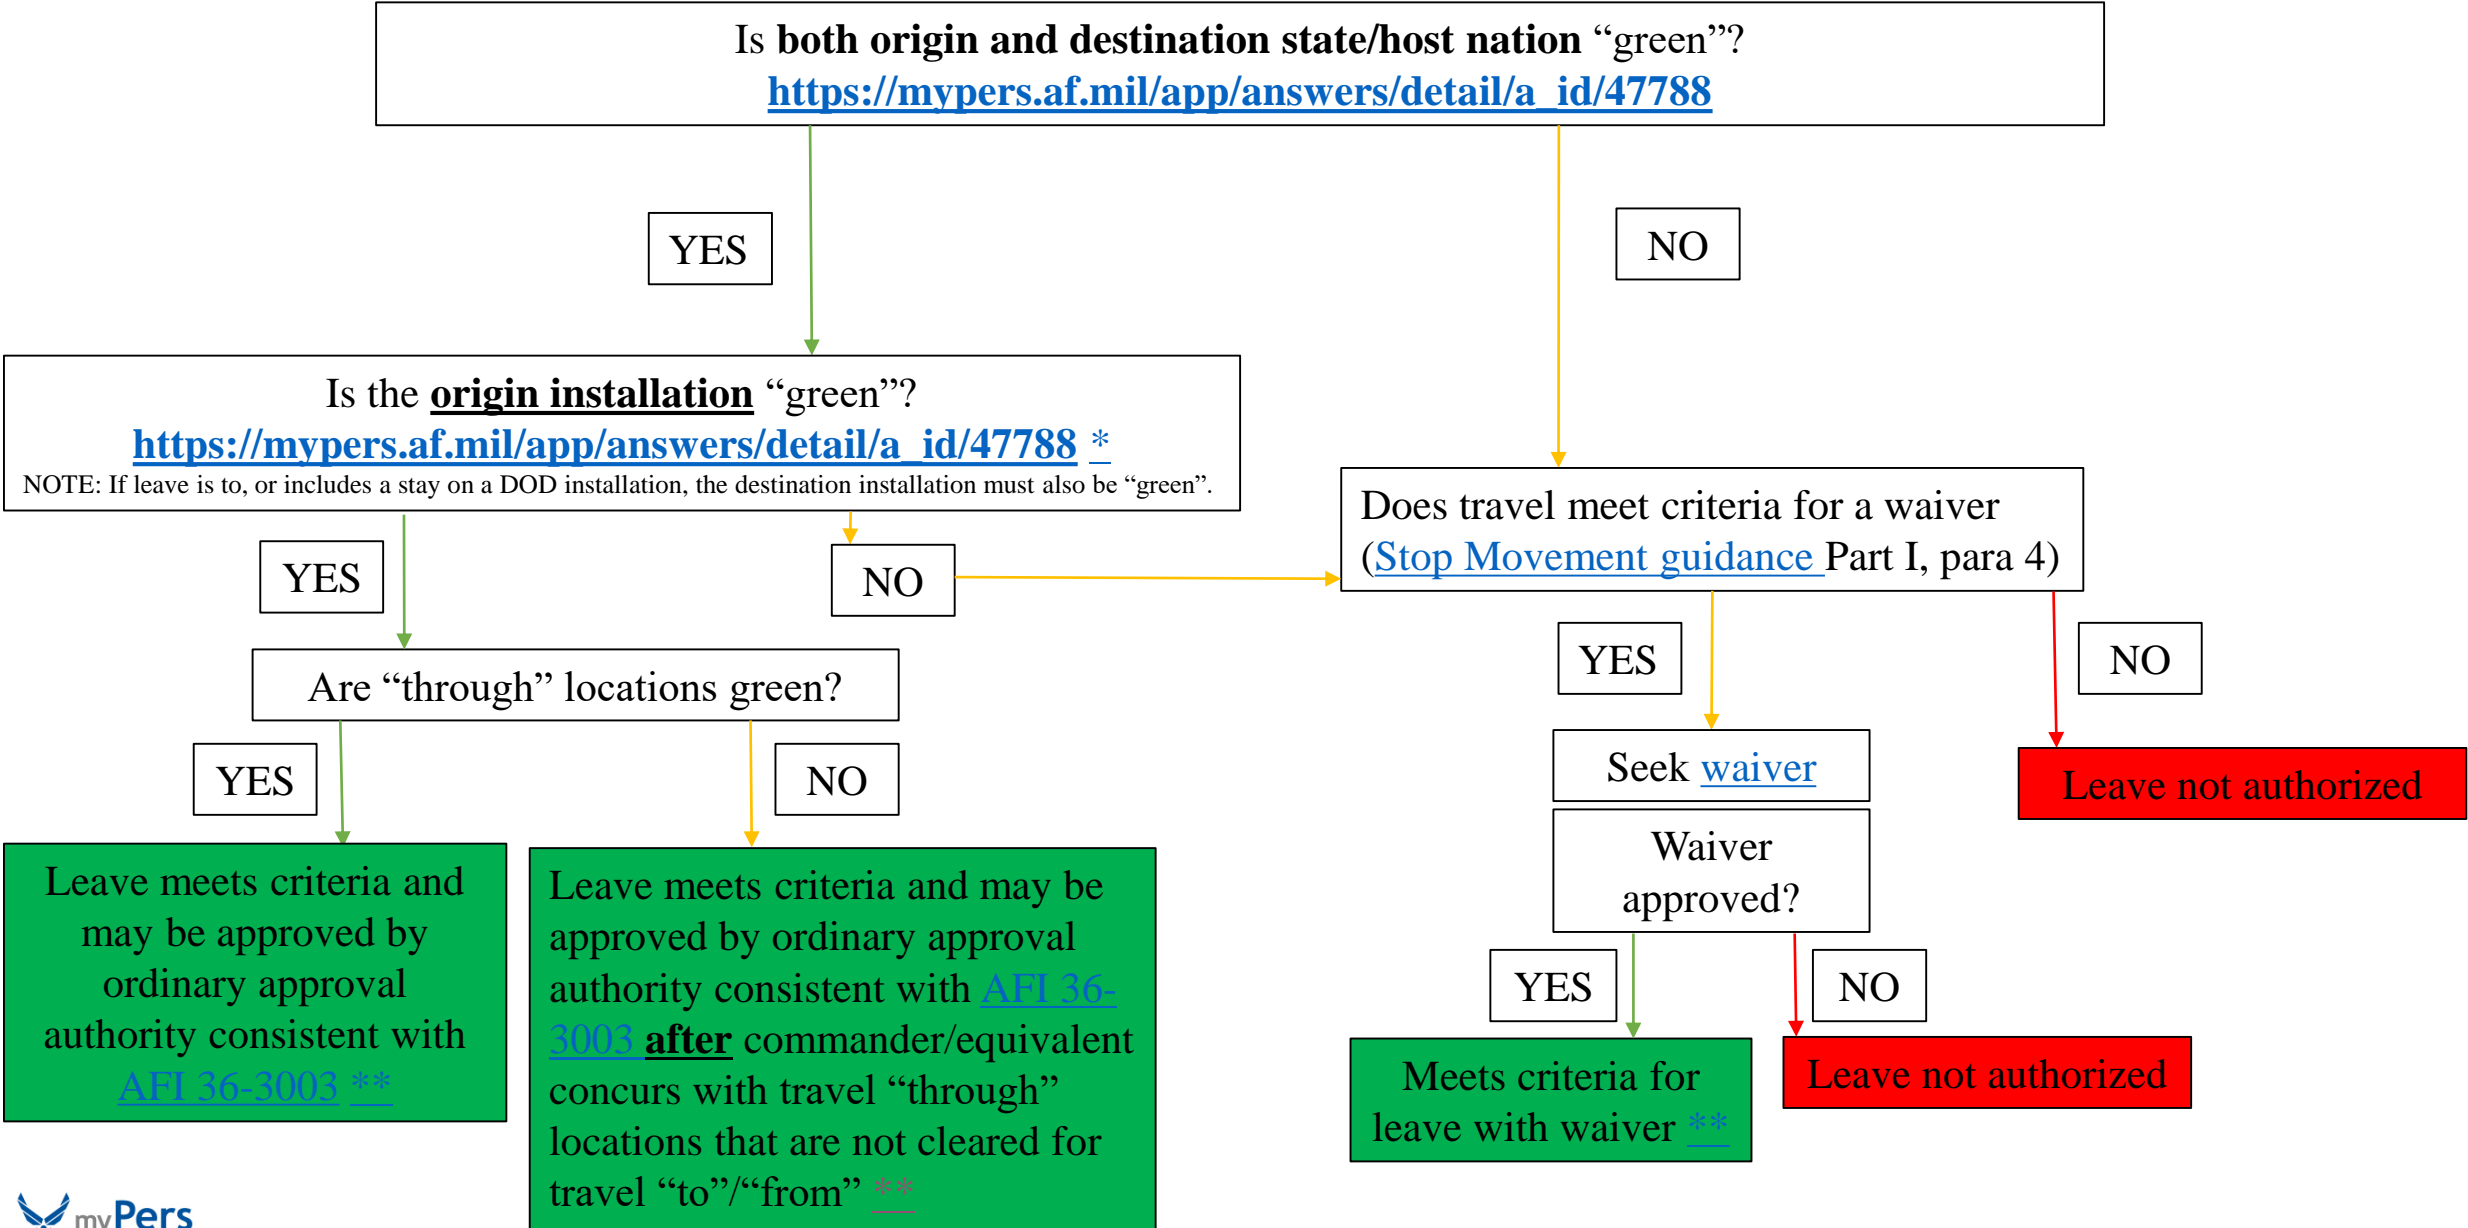 Is both origin and destination state/host nation “green”?
https://mypers.af.mil/app/answers/detail/a_id/47788
YES
NO
Is the origin installation “green”?
https://mypers.af.mil/app/answers/detail/a_id/47788 *
NOTE: If leave is to, or includes a stay on a DOD installation, the destination installation must also be “green”.
Does travel meet criteria for a waiver
(Stop Movement guidance Part I, para 4)
YES
NO
YES
NO
Are “through” locations green?
YES
NO
Seek waiver
Leave not authorized
Waiver
approved?
Leave meets criteria and
may be approved by
ordinary approval
authority consistent with
AFI 36-3003 **
Leave meets criteria and may be
approved by ordinary approval
authority consistent with AFI 36-
3003 after commander/equivalent
concurs with travel “through”
locations that are not cleared for
travel “to”/“from” **
YES
NO
Meets criteria for
leave with waiver **
Leave not authorized
myPers